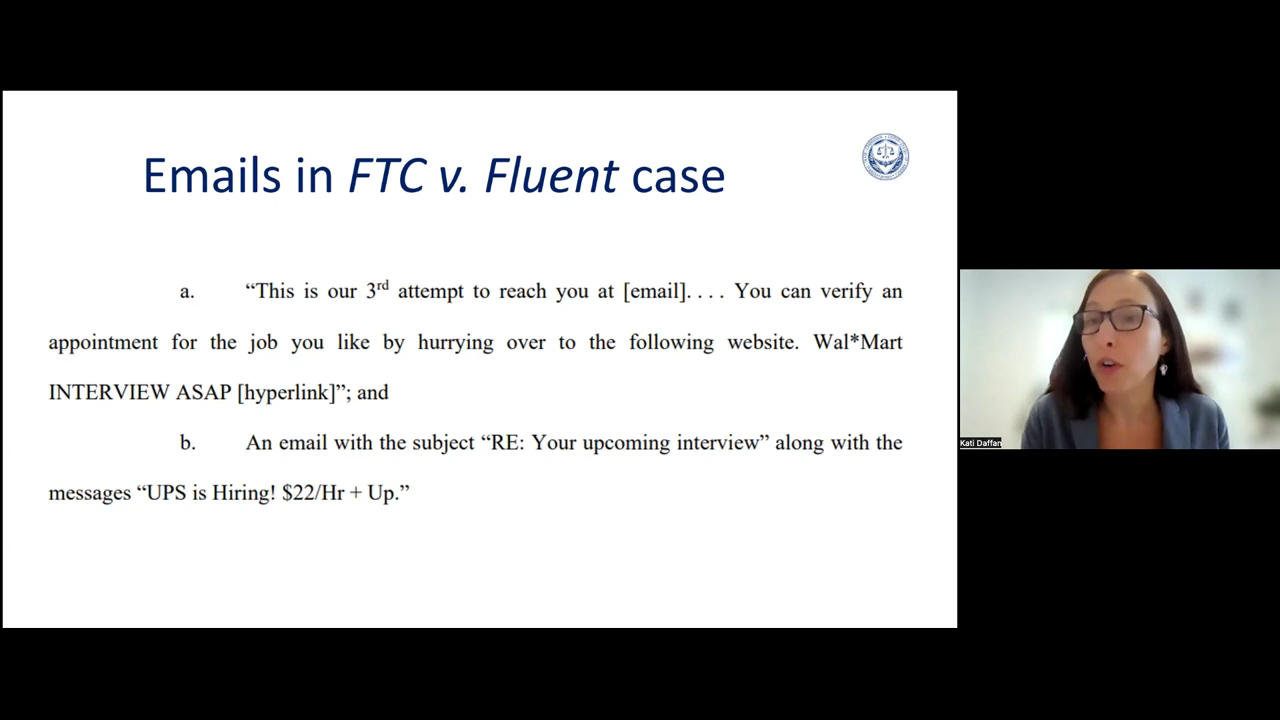 Emails in FTC v. Fluent case
a. “This is our 3rd attempt to reach you at [email]. . . . You can verify an
appointment for the job you like by hurrying over to the following website. Wal*Mart
INTERVIEW ASAP [hyperlink]”; and
b. An email with the subject “RE: Your upcoming interview” along with the
messages “UPS is Hiring! $22/Hr + Up.”
Kati Daffan